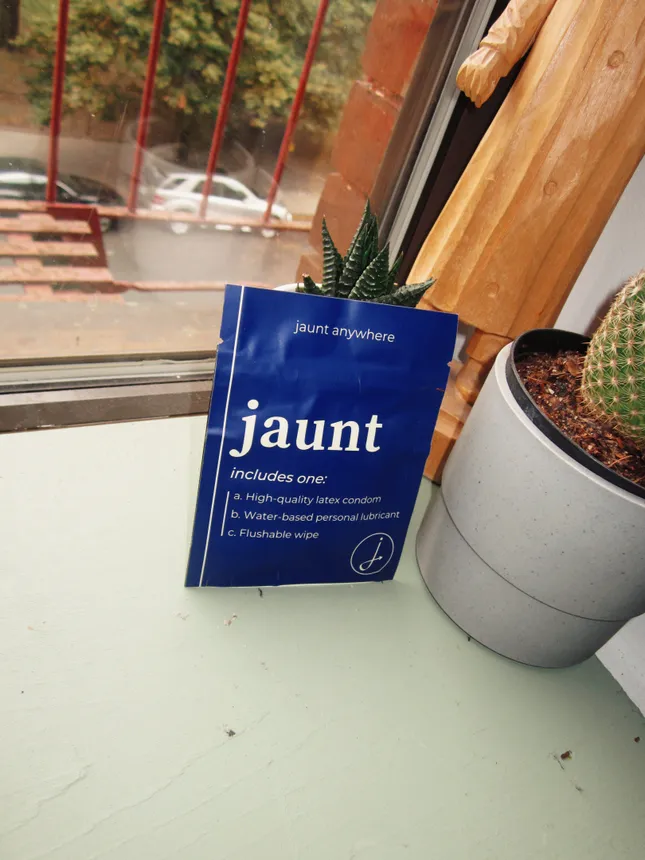 jaunt anywhere
jaunt
includes one:
a. High-quality latex condom
b. Water-based personal lubricant
c. Flushable wipe
j